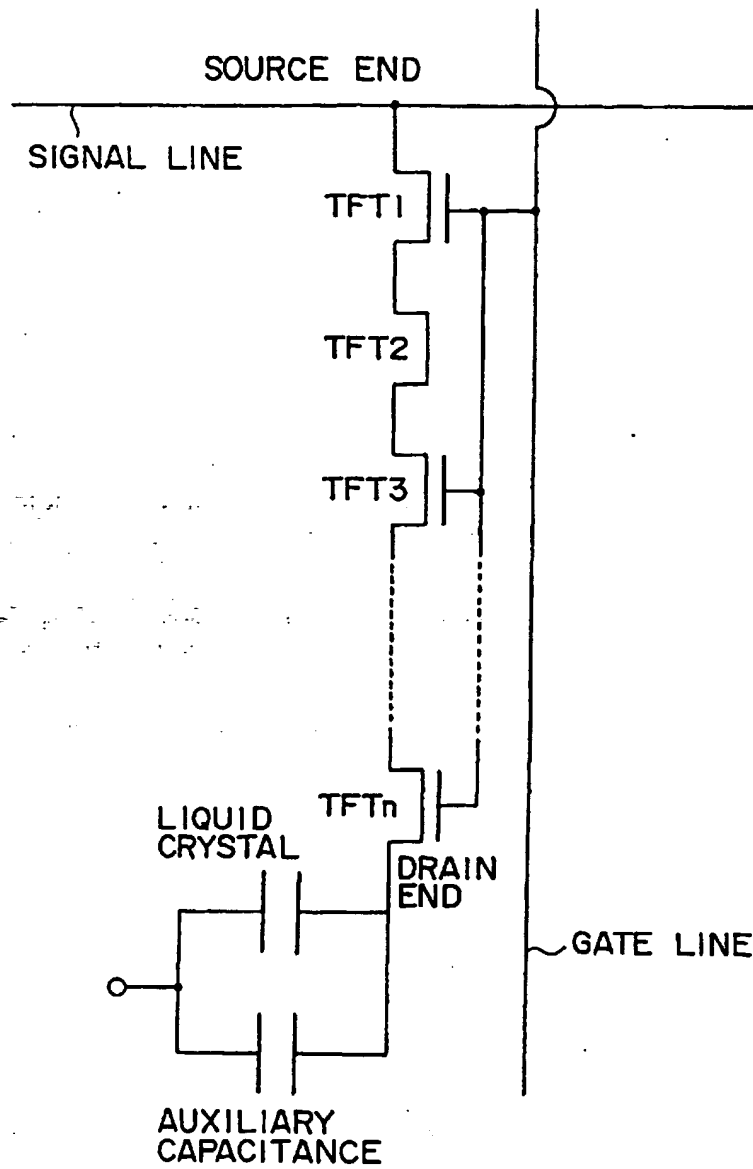 SOURCE END
SIGNAL LINE
TFT1
TFT2
TFT3
TFTn
LIQUID
CRYSTAL
DRAIN
END
GATE LINE
AUXILIARY
CAPACITANCE